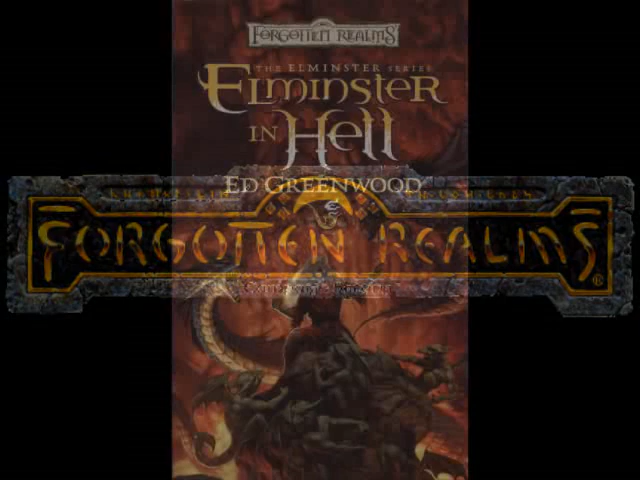 FORGOTTEN REALMS
THE ELMINSTER SERIES
ELMINSTER
IN HELL
ED GREENWOOD
FORGOTTEN REALMS
®